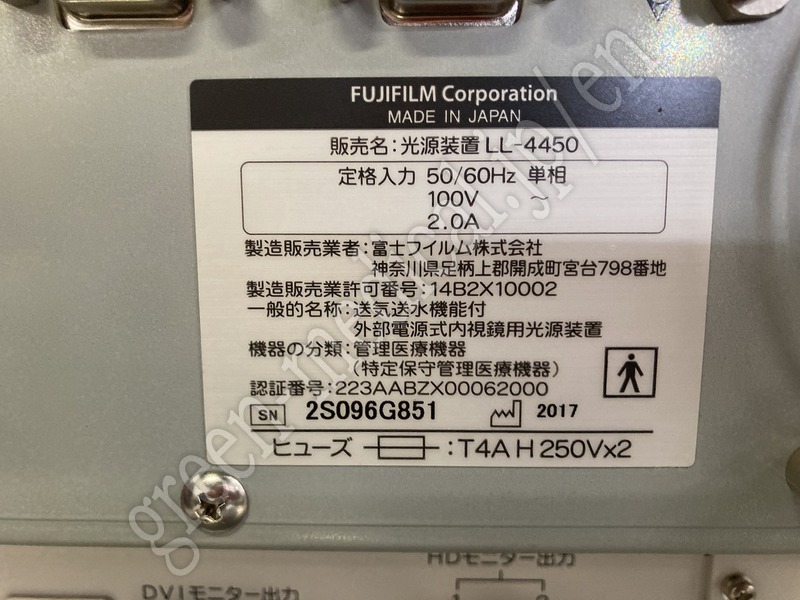 FUJIFILM Corporation
MADE IN JAPAN
販売名:光源装置 LL-4450
定格入力 50/60Hz 単相
100V ～
2.0A
製造販売業者:富士フイルム株式会社
神奈川県足柄上郡開成町宮台798番地
製造販売業許可番号:14B2X10002
一般的名称:送気送水機能付
外部電源式内視鏡用光源装置
機器の分類:管理医療機器
(特定保守管理医療機器)
認証番号:223AABZX00062000
SN 2S096G851 2017
ヒューズ :T4A H 250Vx2
HDモニター出力
DVIモニター出力
1 2
green-medical.jp/en